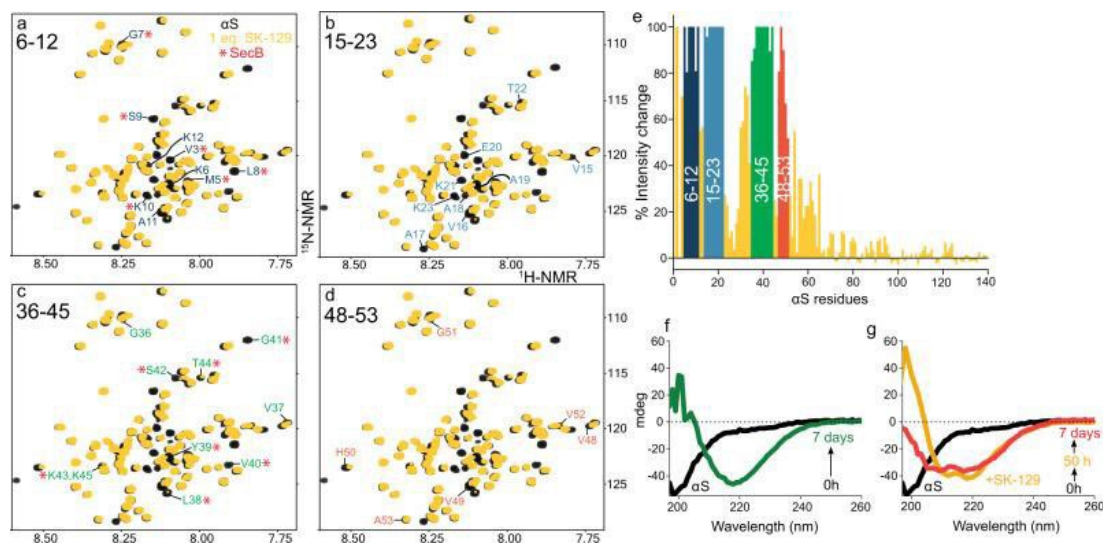 a
6-12
αS
1 eq. SK-129
* SecB
G7*
*S9
K12
V3*
K6
L8*
M5*
*K10
A11
8.50
8.25
8.00
7.75
110
115
120
125
¹⁵N-NMR
b
15-23
T22
E20
V15
K21
A19
K23
A18
V16
A17
8.50
8.25
8.00
7.75
¹H-NMR
110
115
120
125
c
36-45
G36
G41*
T44*
*S42
V37
Y39*
V40*
*K43,K45
L38*
8.50
8.25
8.00
7.75
d
48-53
G51
V52
V48
H50
V49
A53
8.50
8.25
8.00
7.75
e
% Intensity change
100
80
60
40
20
0
6-12
15-23
36-45
48-53
0 20 40 60 80 100 120 140
αS residues
f
mdeg
60
40
20
0
-20
-40
7 days
αS
0h
200 220 240 260
Wavelength (nm)
g
60
40
20
0
-20
-40
7 days
50 h
+SK-129
αS
0h
200 220 240 260
Wavelength (nm)